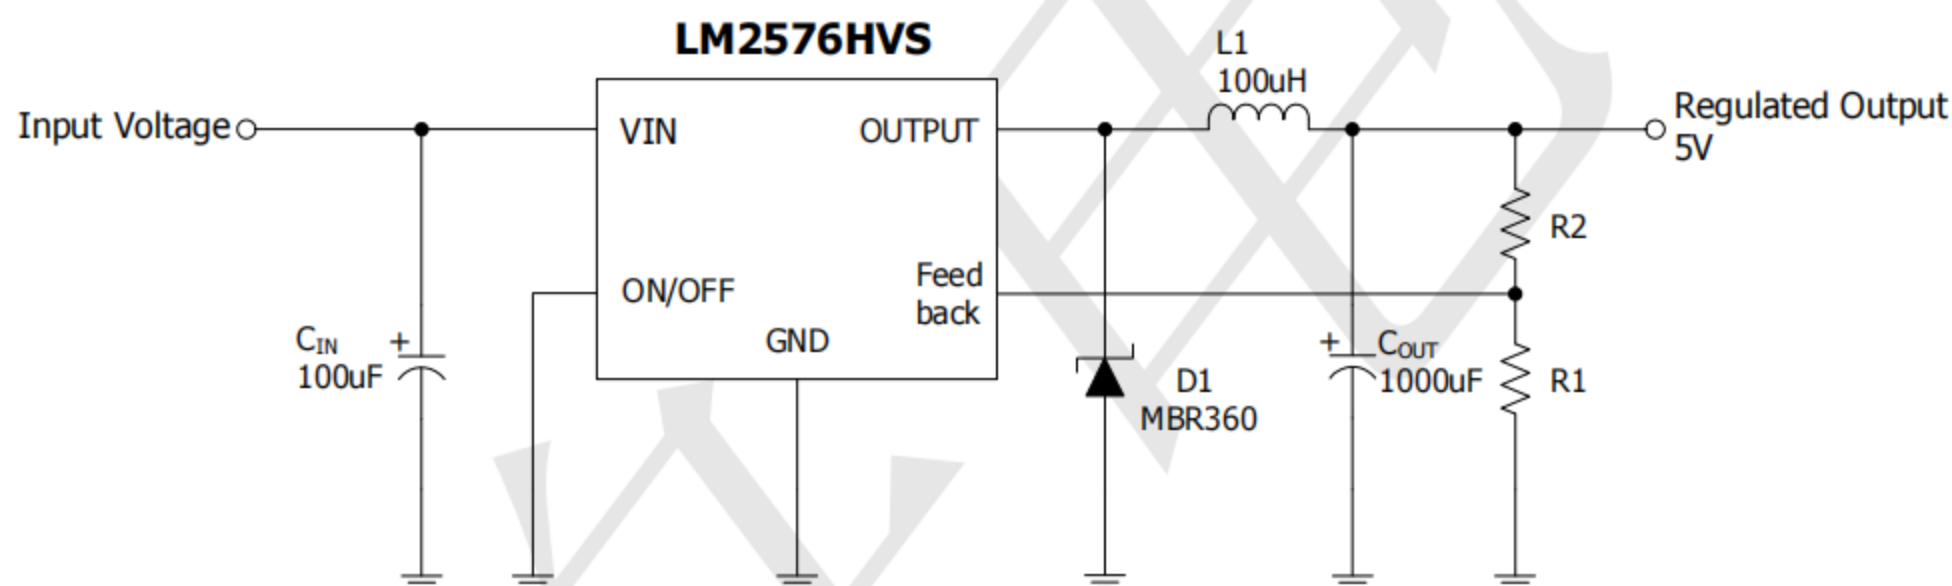 LM2576HVS
L1
100uH
Input Voltage
VIN
OUTPUT
Regulated Output
5V
R2
ON/OFF
Feed
back
GND
CIN
100uF
+
+
COUT
1000uF
D1
MBR360
R1